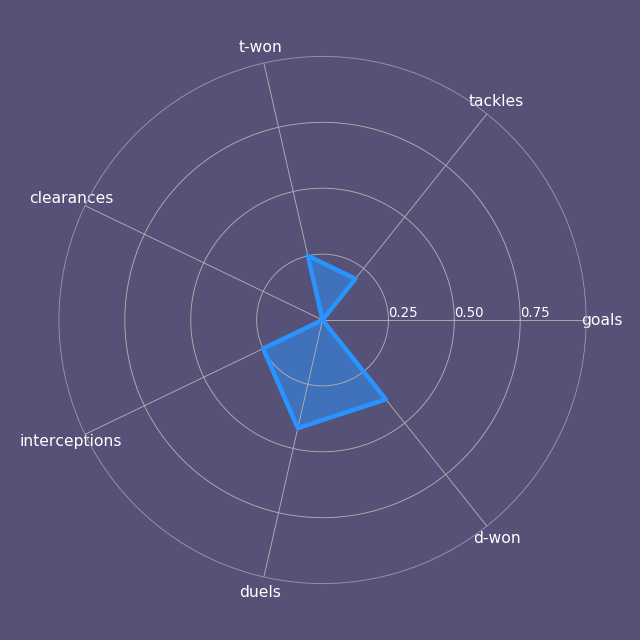 t-won
tackles
clearances
0.25 0.50 0.75 goals
interceptions
d-won
duels